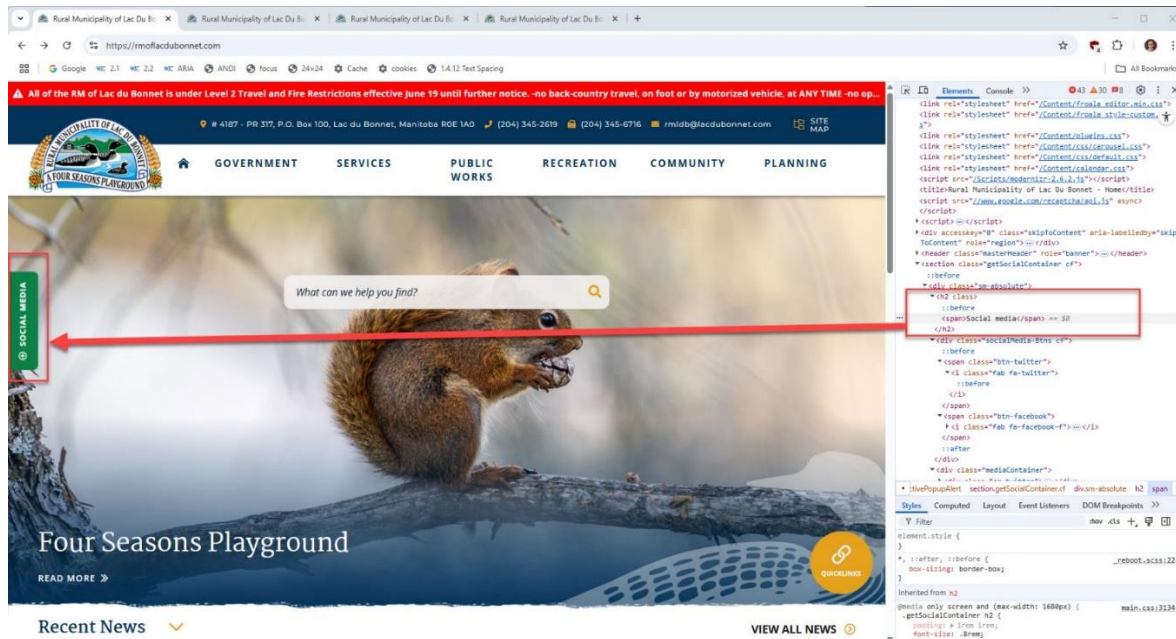 Rural Municipality of Lac Du Bo
Rural Municipality of Lac Du Bo
Rural Municipality of Lac Du Bo
Rural Municipality of Lac Du Bo
https://rmoflacdubonnet.com
Google
WC 2.1
WC 2.2
WC ARIA
ANDI
focus
24×24
Cache
cookies
1.4.12 Text Spacing
All Bookmarks
All of the RM of Lac du Bonnet is under Level 2 Travel and Fire Restrictions effective June 19 until further notice. -no back-country travel, on foot or by motorized vehicle, at ANY TIME -no op...
RURAL MUNICIPALITY OF LAC DU BONNET
A FOUR SEASONS PLAYGROUND
# 4187 - PR 317, P.O. Box 100, Lac du Bonnet, Manitoba R0E 1A0
(204) 345-2619
(204) 345-6716
rmldb@lacdubonnet.com
SITE MAP
GOVERNMENT
SERVICES
PUBLIC WORKS
RECREATION
COMMUNITY
PLANNING
SOCIAL MEDIA
What can we help you find?
Four Seasons Playground
READ MORE »
QUICKLINKS
Recent News
VIEW ALL NEWS
Elements Console » 43 30 8
<link rel="stylesheet" href="/Content/froala_editor.min.css">
<link rel="stylesheet" href="/Content/froala style-custom.
s">
<link rel="stylesheet" href="/Content/plugins.css">
<link rel="stylesheet" href="/Content/css/carousel.css">
<link rel="stylesheet" href="/Content/css/default.css">
<link rel="stylesheet" href="/Content/calendar.css">
<script src="/Scripts/modernizr-2.6.2.js"></script>
<title>Rural Municipality of Lac Du Bonnet - Home</title>
<script src="//www.google.com/recaptcha/api.js" async>
</script>
<script>…</script>
<div accesskey="0" class="skipToContent" aria-labelledby="skip
ToContent" role="region">…</div>
<header class="masterHeader" role="banner">…</header>
<section class="getSocialContainer cf">
::before
<div class="sm-absolute">
<h2 class>
::before
<span>Social media</span> == $0
</h2>
<div class="socialMedia-Btns cf">
::before
<span class="btn-twitter">
<i class="fab fa-twitter">
::before
</i>
</span>
<span class="btn-facebook">
<i class="fab fa-facebook-f">…</i>
</span>
::after
</div>
<div class="mediaContainer">
tivePopupAlert section.getSocialContainer.cf div.sm-absolute h2 span
Styles Computed Layout Event Listeners DOM Breakpoints »
Filter :hov .cls +
element.style {
}
*, ::after, ::before { _reboot.scss:22
box-sizing: border-box;
}
Inherited from h2
@media only screen and (max-width: 1680px) { main.css:3134
.getSocialContainer h2 {
padding: 1rem 1rem;
font-size: .8rem;